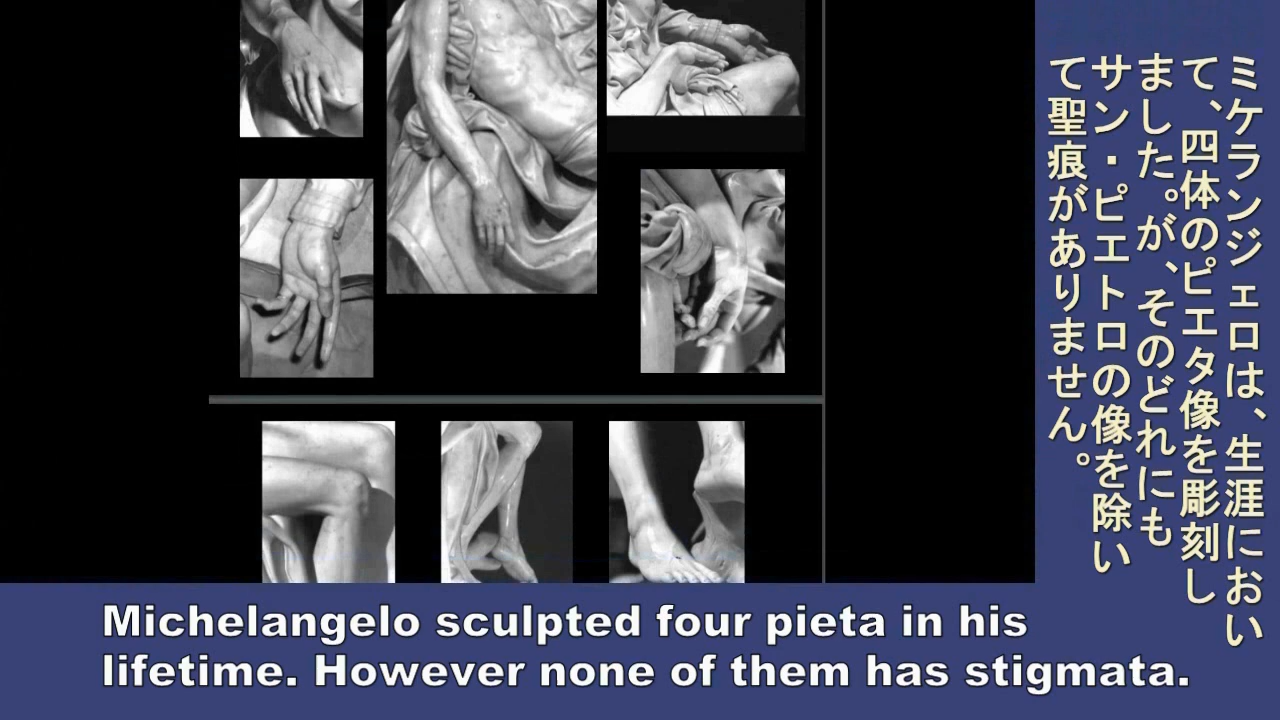 ミケランジェロは、生涯におい
て、四体のピエタ像を彫刻し
ました。が、そのどれにも
サン・ピエトロの像を除い
て聖痕がありません。
Michelangelo sculpted four pieta in his
lifetime. However none of them has stigmata.